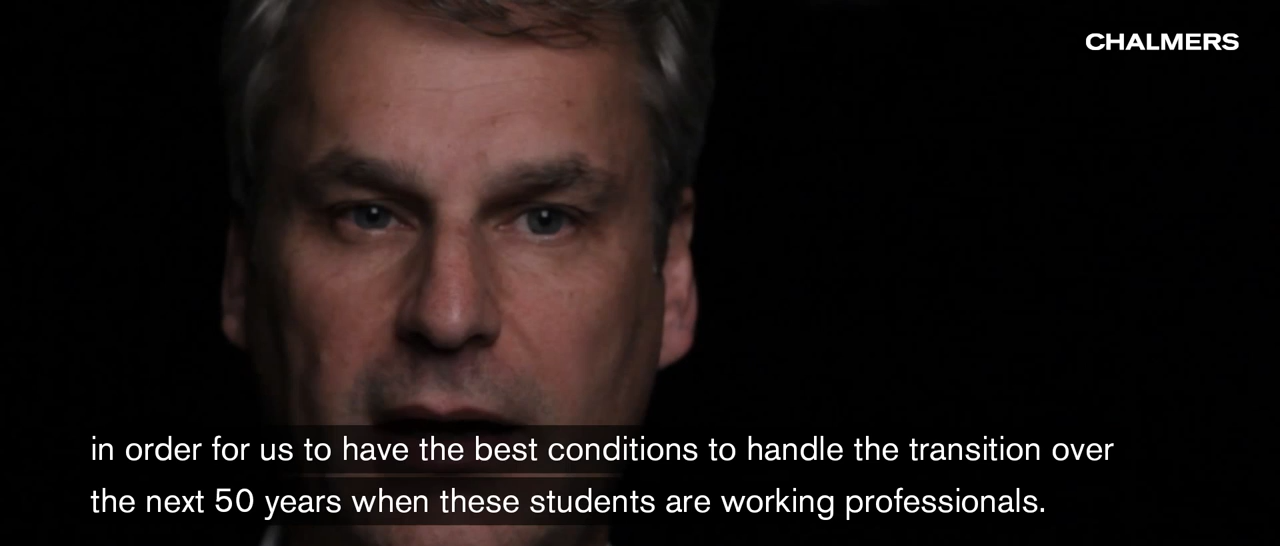 CHALMERS
in order for us to have the best conditions to handle the transition over
the next 50 years when these students are working professionals.